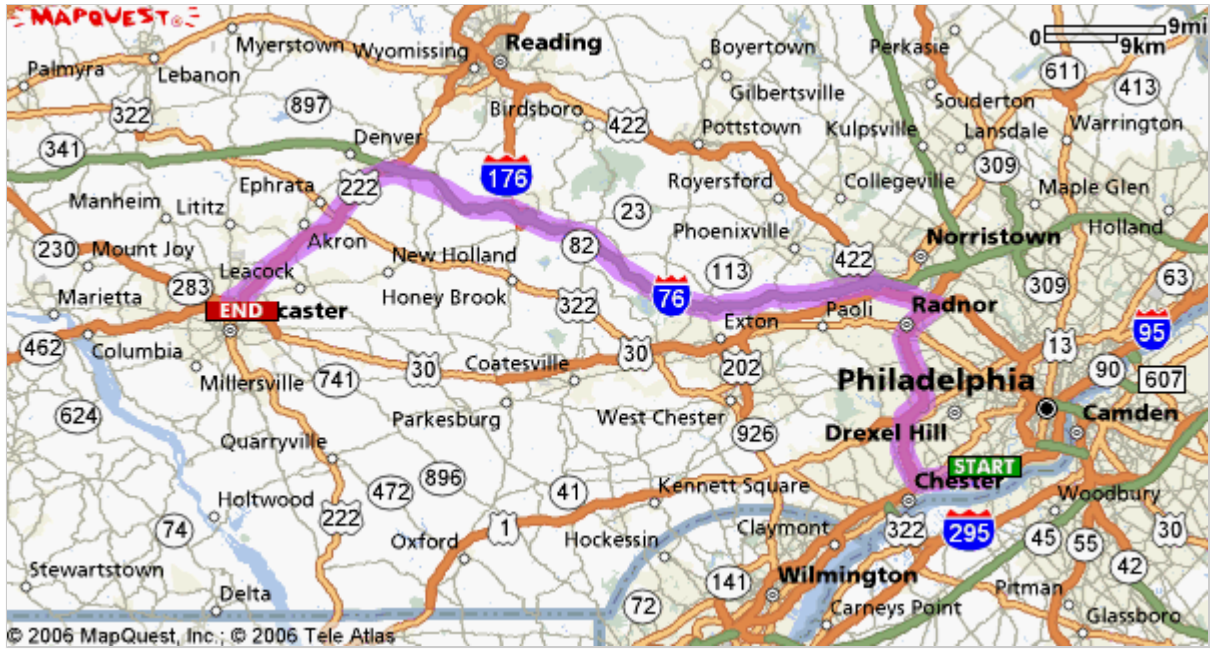 MAPQUEST
Myerstown
Wyomissing
Reading
Boyertown
Perkasie
0 9mi
9km
Palmyra
Lebanon
Gilbertsville
611
413
322
897
Birdsboro
422
Pottstown
Souderton
Kulpsville
Lansdale
Warrington
341
Denver
176
309
Ephrata
222
Royersford
Collegeville
Maple Glen
Manheim
Lititz
23
Phoenixville
Norristown
Holland
230
Mount Joy
Akron
New Holland
82
113
422
309
63
Leacock
283
Marietta
END
caster
Honey Brook
322
76
Exton
Paoli
Radnor
95
462
Columbia
30
Coatesville
30
202
13
90
607
Millersville
741
Philadelphia
624
Parkesburg
West Chester
Camden
Quarryville
926
Drexel Hill
START
Chester
472
896
41
Kennett Square
Woodbury
Holtwood
222
1
Claymont
322
295
45
55
30
74
Oxford
Hockessin
42
Stewartstown
141
Wilmington
Pitman
Delta
72
Carneys Point
Glassboro
© 2006 MapQuest, Inc.; © 2006 Tele Atlas